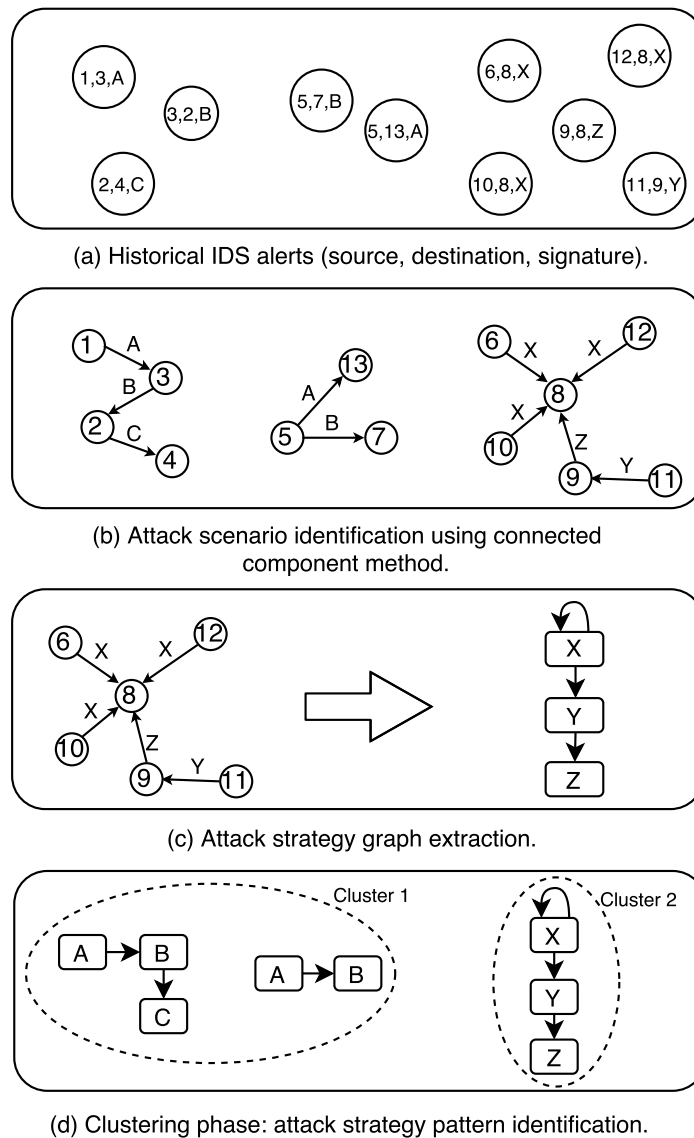 1,3,A
3,2,B
2,4,C
5,7,B
5,13,A
6,8,X
12,8,X
9,8,Z
10,8,X
11,9,Y
(a) Historical IDS alerts (source, destination, signature).
1
A
3
B
2
C
4
13
A
5
B
7
6
X
X
12
8
X
10
Z
9
Y
11
(b) Attack scenario identification using connected
component method.
6
X
X
12
8
X
10
Z
9
Y
11
X
Y
Z
(c) Attack strategy graph extraction.
Cluster 1
A
B
C
A
B
Cluster 2
X
Y
Z
(d) Clustering phase: attack strategy pattern identification.